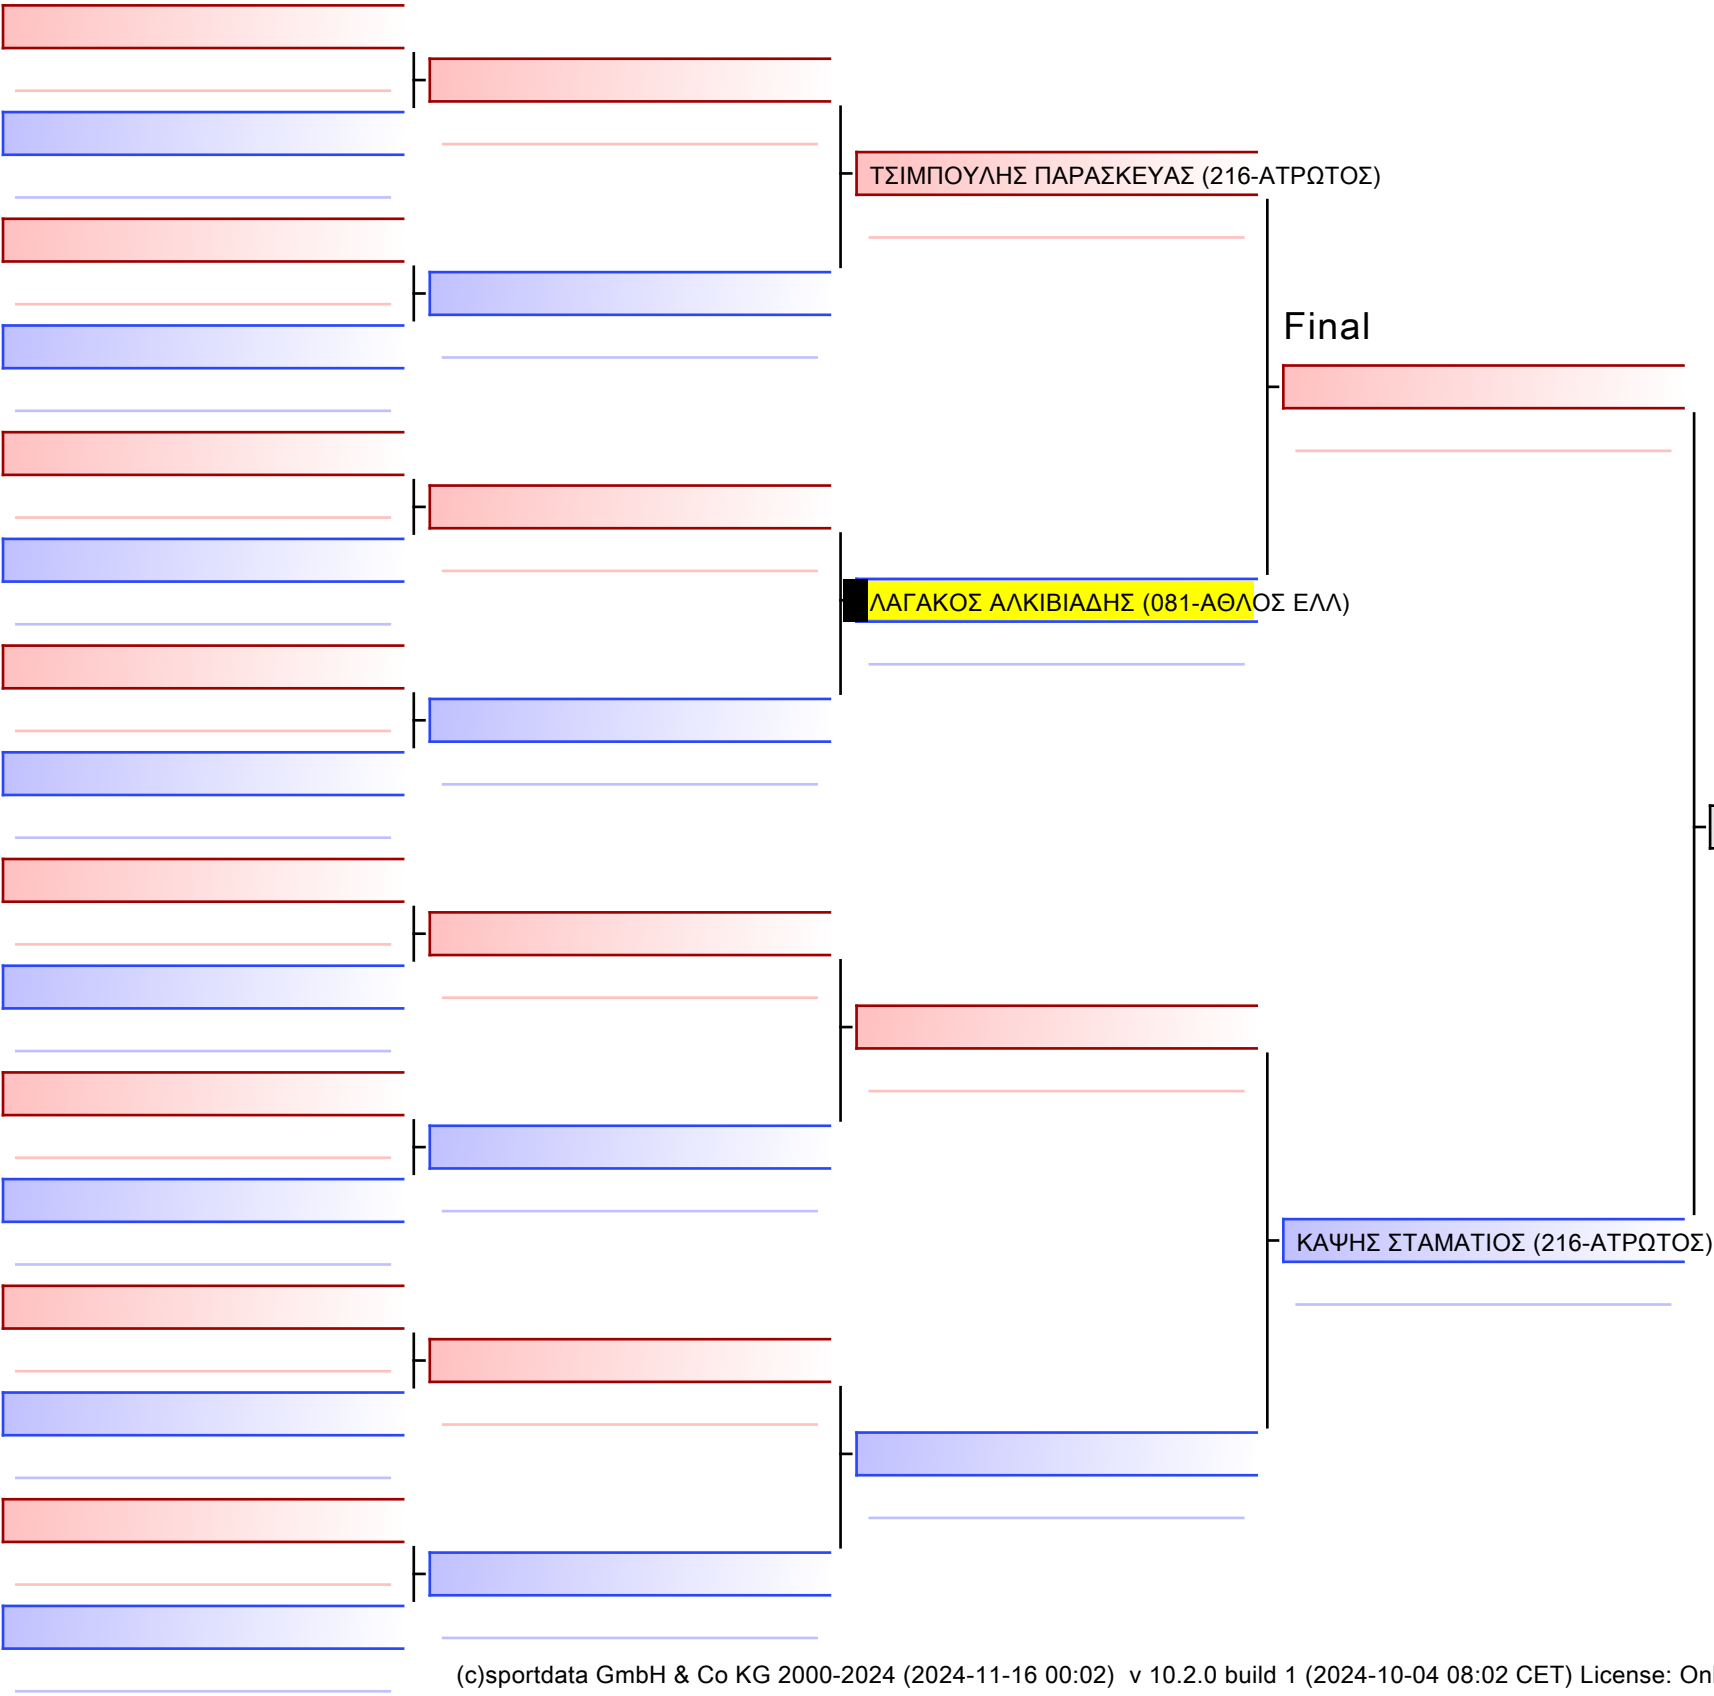 ΤΣΙΜΠΟΥΛΗΣ ΠΑΡΑΣΚΕΥΑΣ (216-ΑΤΡΩΤΟΣ)
Final
ΛΑΓΑΚΟΣ ΑΛΚΙΒΙΑΔΗΣ (081-ΑΘΛΟΣ ΕΛΛ)
ΚΑΨΗΣ ΣΤΑΜΑΤΙΟΣ (216-ΑΤΡΩΤΟΣ)
(c)sportdata GmbH & Co KG 2000-2024 (2024-11-16 00:02) v 10.2.0 build 1 (2024-10-04 08:02 CET) License: